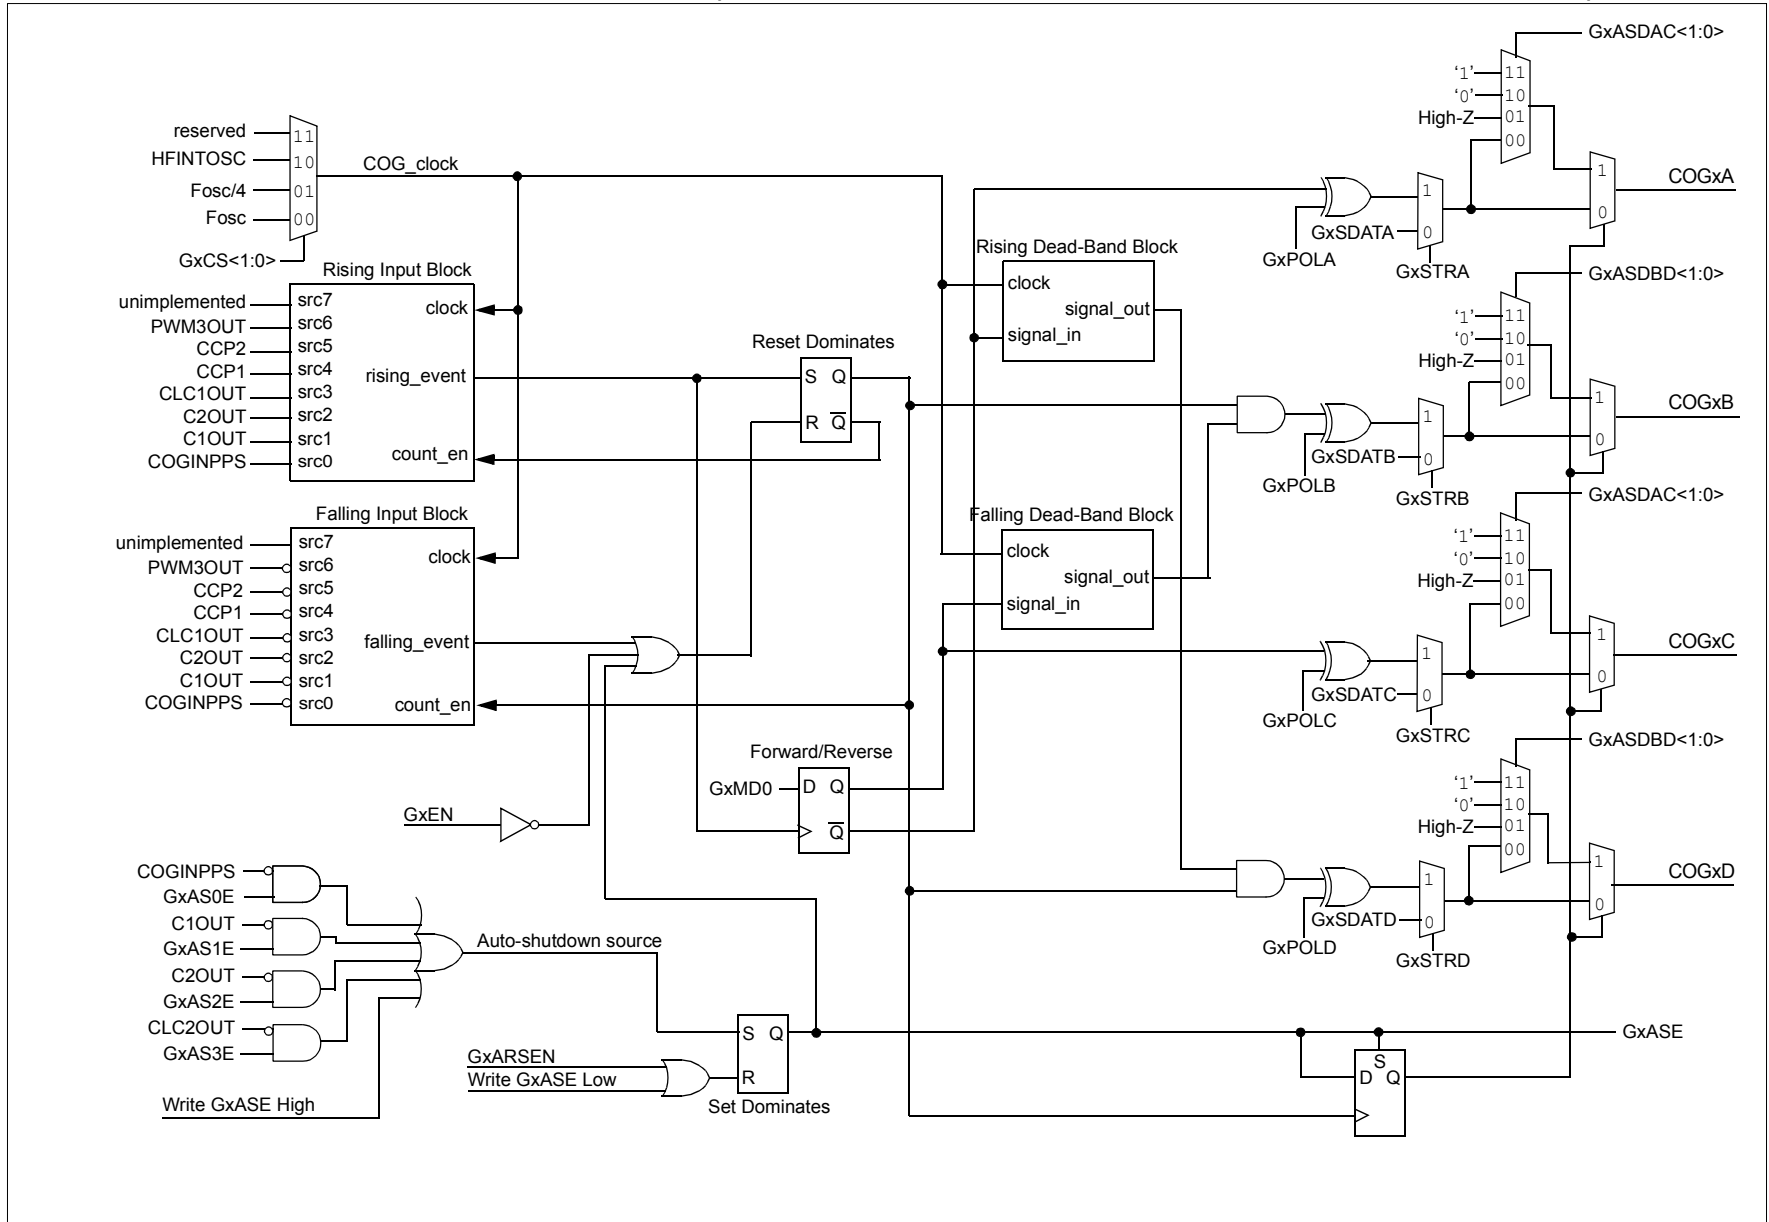 GxASDAC<1:0>
‘1’ 11
‘0’ 10
High-Z 01
00
1
0
COGxA
reserved 11
HFINTOSC 10
Fosc/4 01
Fosc 00
GxCS<1:0>
COG_clock
1
GxSDATA 0
GxPOLA
GxSTRA
Rising Input Block
unimplemented src7
PWM3OUT src6
CCP2 src5
CCP1 src4
CLC1OUT src3
C2OUT src2
C1OUT src1
COGINPPS src0
clock
rising_event
count_en
Reset Dominates
S Q
R Q
Rising Dead-Band Block
clock
signal_out
signal_in
GxASDBD<1:0>
‘1’ 11
‘0’ 10
High-Z 01
00
1
0
COGxB
1
GxSDATB 0
GxPOLB
GxSTRB
Falling Input Block
unimplemented src7
PWM3OUT src6
CCP2 src5
CCP1 src4
CLC1OUT src3
C2OUT src2
C1OUT src1
COGINPPS src0
clock
falling_event
count_en
Falling Dead-Band Block
clock
signal_out
signal_in
GxASDAC<1:0>
‘1’ 11
‘0’ 10
High-Z 01
00
1
0
COGxC
1
GxSDATC 0
GxPOLC
GxSTRC
Forward/Reverse
GxMD0 D Q
Q
GxEN
GxASDBD<1:0>
‘1’ 11
‘0’ 10
High-Z 01
00
1
0
COGxD
1
GxSDATD 0
GxPOLD
GxSTRD
COGINPPS
GxAS0E
C1OUT
GxAS1E
C2OUT
GxAS2E
CLC2OUT
GxAS3E
Write GxASE High
Auto-shutdown source
GxARSEN
Write GxASE Low
S Q
R
Set Dominates
GxASE
S
D Q